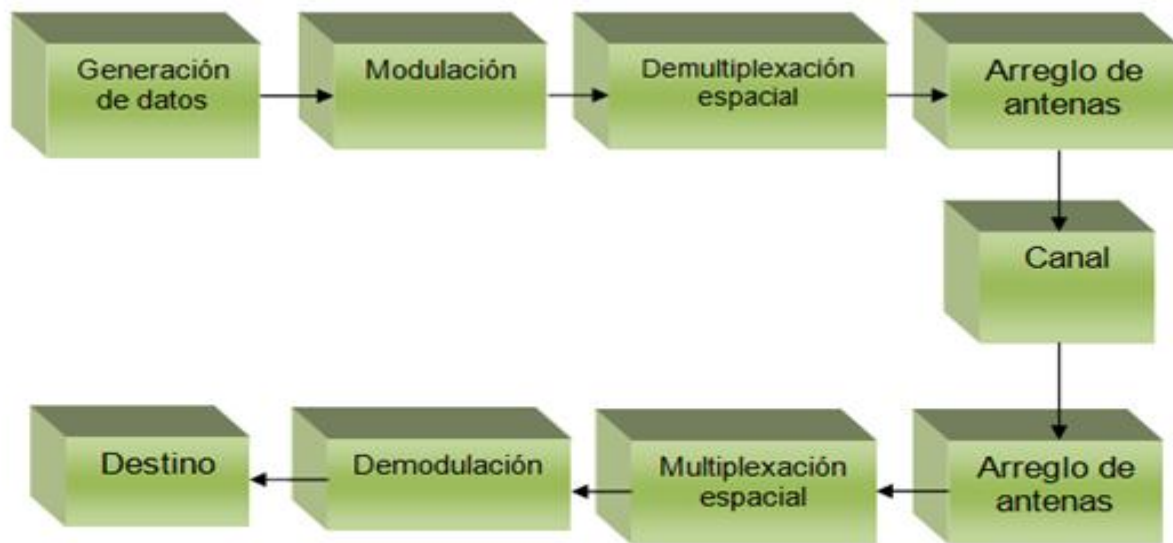 Generación
de datos
Modulación
Demultiplexación
espacial
Arreglo de
antenas
Canal
Arreglo de
antenas
Multiplexación
espacial
Demodulación
Destino